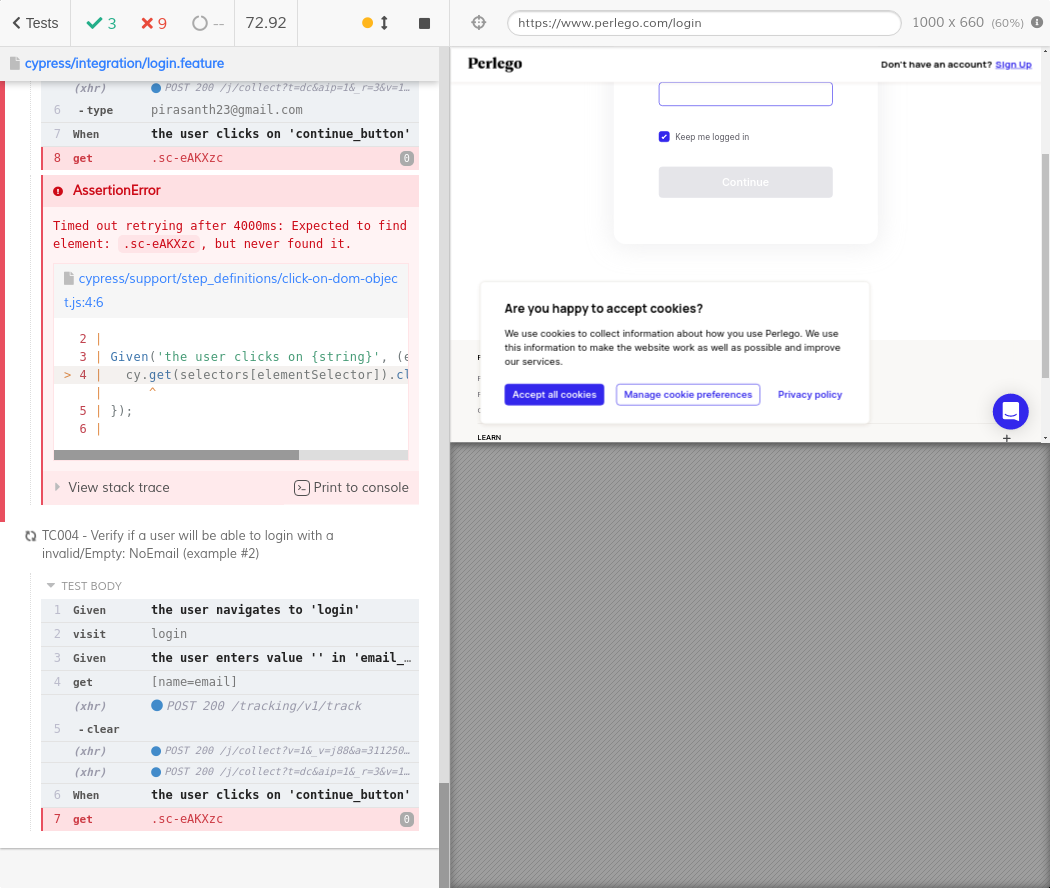 Tests 3 9 -- 72.92 https://www.perlego.com/login 1000 x 660 (60%)
cypress/integration/login.feature
(xhr) POST 200 /j/collect?t=dc&aip=1&_r=3&v=1…
6 - type pirasanth23@gmail.com
7 When the user clicks on 'continue_button'
8 get .sc-eAKXzc 0
AssertionError
Timed out retrying after 4000ms: Expected to find
element: .sc-eAKXzc, but never found it.
cypress/support/step_definitions/click-on-dom-objec
t.js:4:6
2 |
3 | Given('the user clicks on {string}', (e
> 4 | cy.get(selectors[elementSelector]).cl
| ^
5 | });
6 |
View stack trace Print to console
TC004 - Verify if a user will be able to login with a
invalid/Empty: NoEmail (example #2)
TEST BODY
1 Given the user navigates to 'login'
2 visit login
3 Given the user enters value '' in 'email_…
4 get [name=email]
(xhr) POST 200 /tracking/v1/track
5 - clear
(xhr) POST 200 /j/collect?v=1&_v=j88&a=311250…
(xhr) POST 200 /j/collect?t=dc&aip=1&_r=3&v=1…
6 When the user clicks on 'continue_button'
7 get .sc-eAKXzc 0
Perlego Don't have an account? Sign Up
Keep me logged in
Continue
Are you happy to accept cookies?
We use cookies to collect information about how you use Perlego. We use
this information to make the website work as well as possible and improve
our services.
Accept all cookies Manage cookie preferences Privacy policy
LEARN +